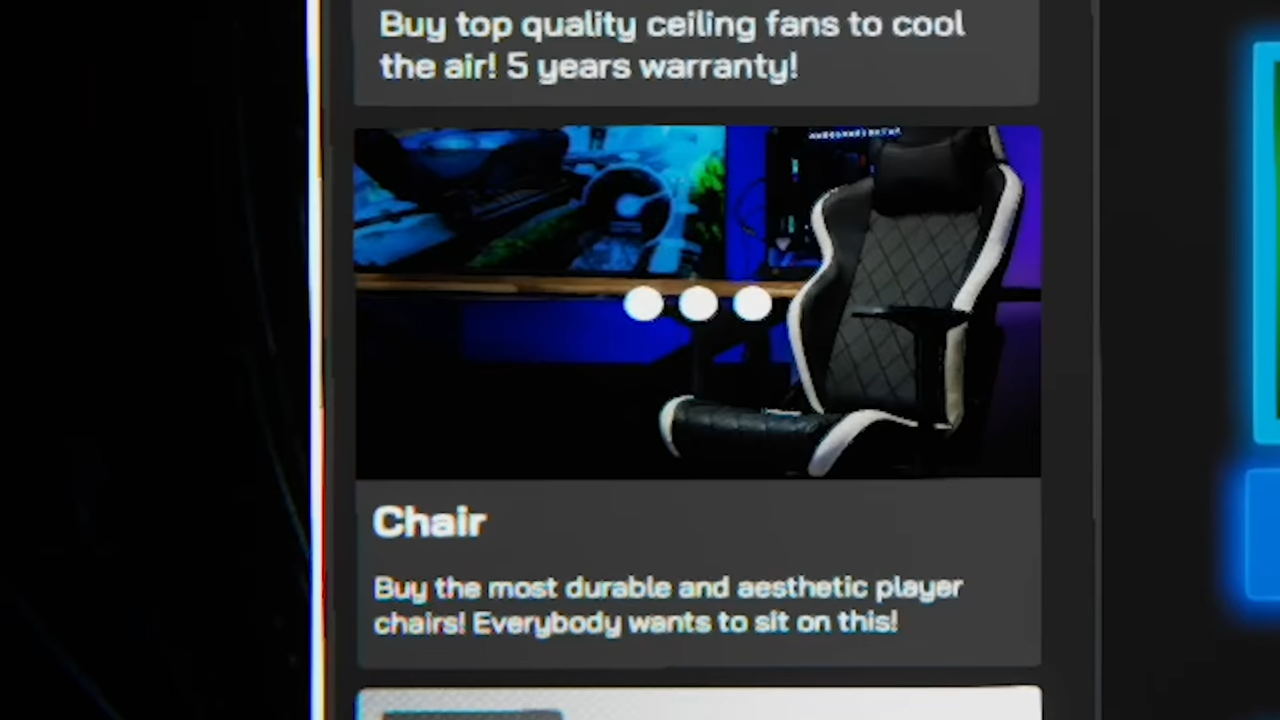 Buy top quality ceiling fans to cool
the air! 5 years warranty!
Chair
Buy the most durable and aesthetic player
chairs! Everybody wants to sit on this!